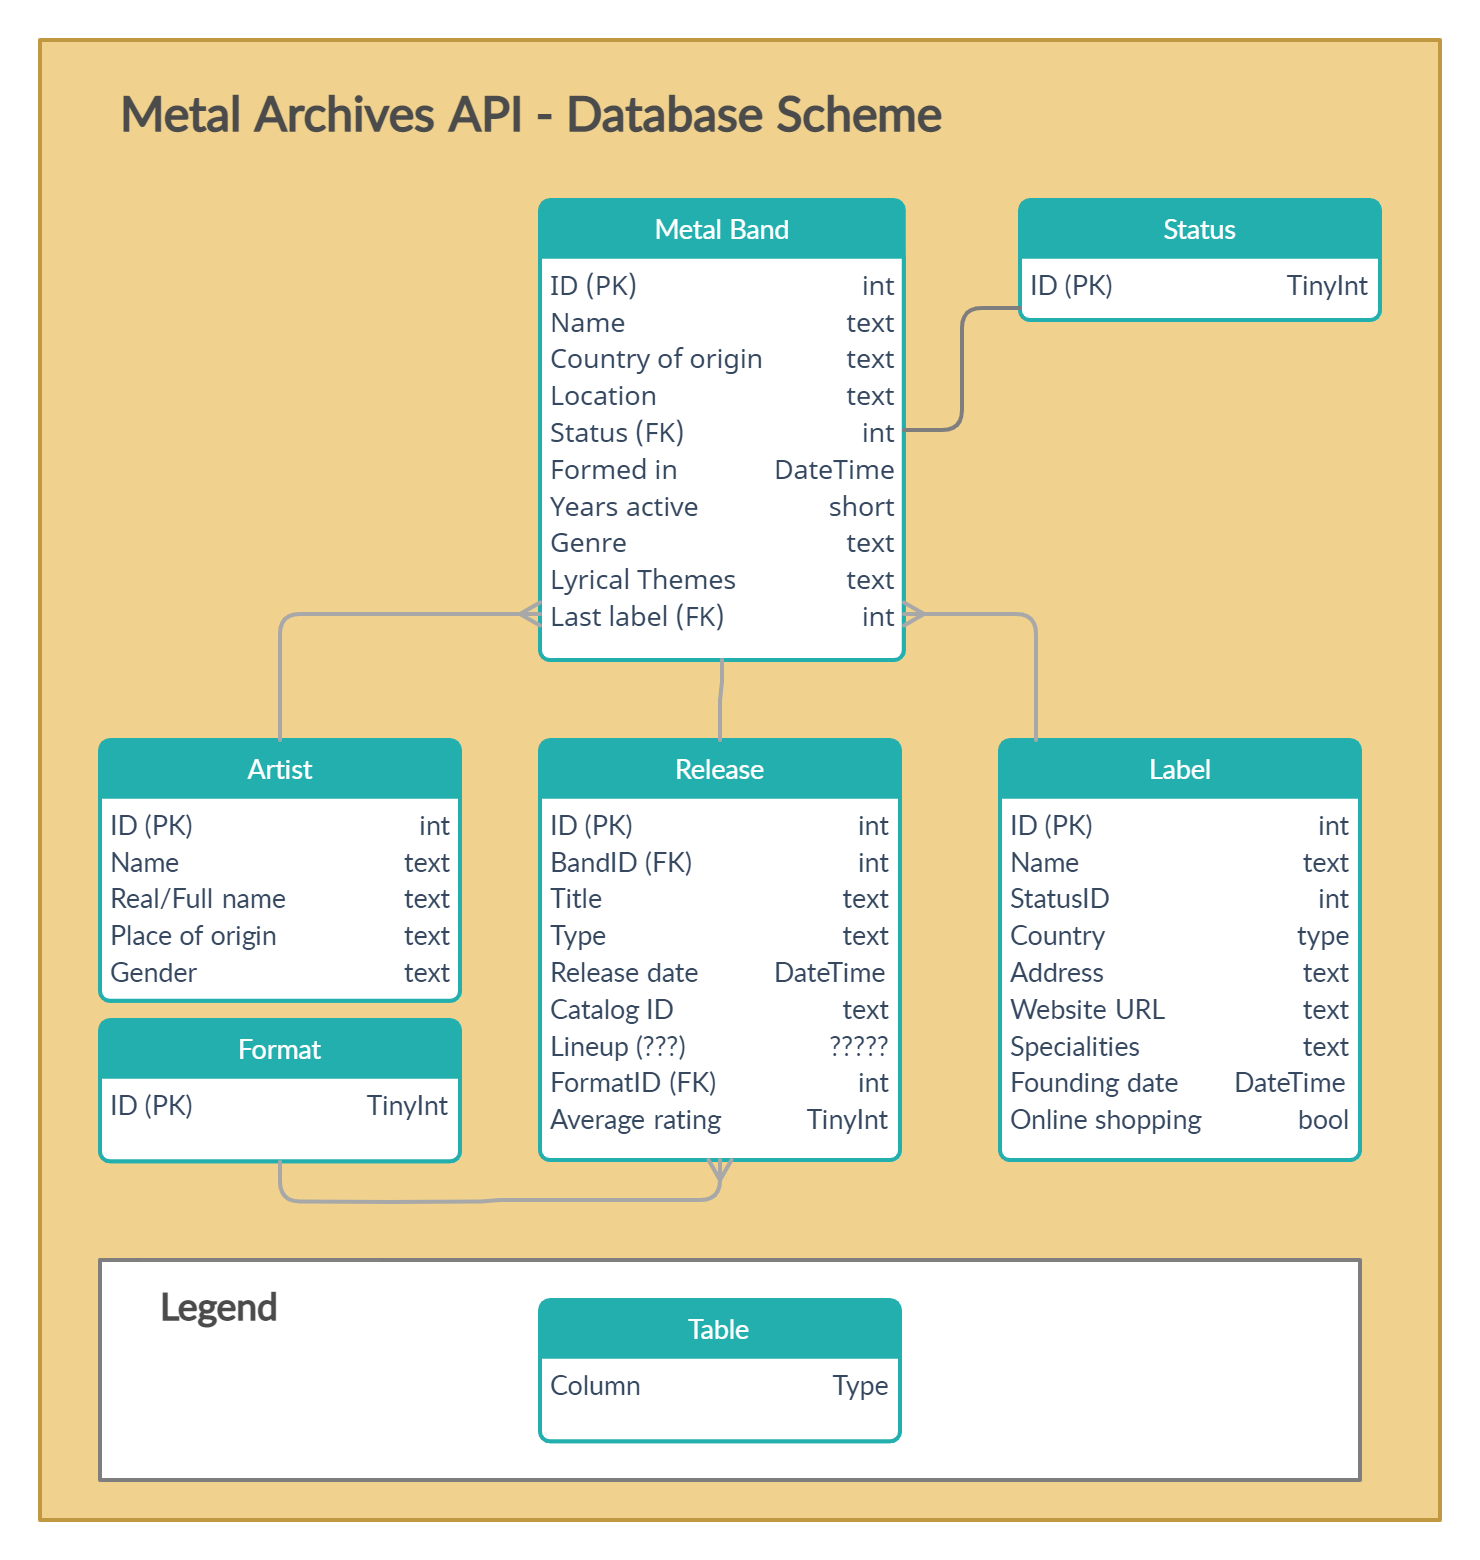 Metal Archives API - Database Scheme
Metal Band
ID (PK) int
Name text
Country of origin text
Location text
Status (FK) int
Formed in DateTime
Years active short
Genre text
Lyrical Themes text
Last label (FK) int
Status
ID (PK) TinyInt
Artist
ID (PK) int
Name text
Real/Full name text
Place of origin text
Gender text
Release
ID (PK) int
BandID (FK) int
Title text
Type text
Release date DateTime
Catalog ID text
Lineup (???) ?????
FormatID (FK) int
Average rating TinyInt
Label
ID (PK) int
Name text
StatusID int
Country type
Address text
Website URL text
Specialities text
Founding date DateTime
Online shopping bool
Format
ID (PK) TinyInt
Legend
Table
Column Type